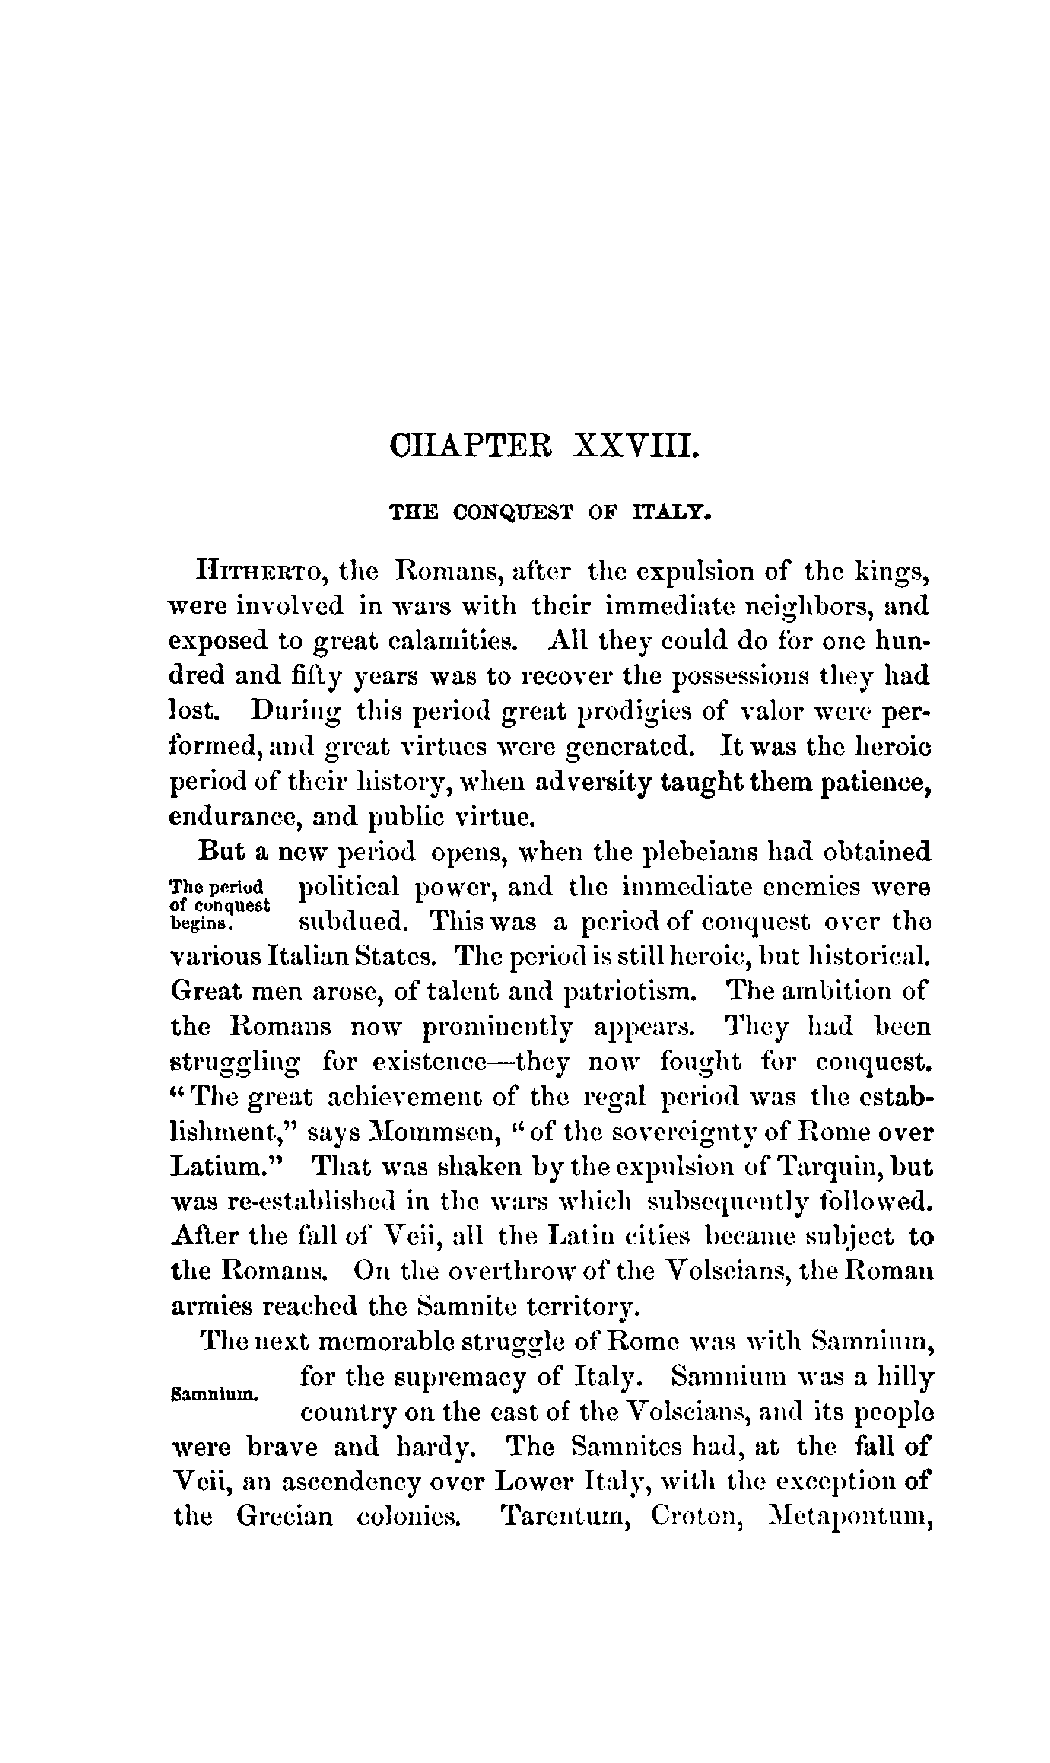 CHAPTER XXVIII.
THE CONQUEST OF ITALY.
HITHERTO, the Romans, after the expulsion of the kings,
were involved in wars with their immediate neighbors, and
exposed to great calamities. All they could do for one hun-
dred and fifty years was to recover the possessions they had
lost. During this period great prodigies of valor were per-
formed, and great virtues were generated. It was the heroic
period of their history, when adversity taught them patience,
endurance, and public virtue.
But a new period opens, when the plebeians had obtained
The period
of conquest
begins.
political power, and the immediate enemies were
subdued. This was a period of conquest over the
various Italian States. The period is still heroic, but historical.
Great men arose, of talent and patriotism. The ambition of
the Romans now prominently appears. They had been
struggling for existence—they now fought for conquest.
"The great achievement of the regal period was the estab-
lishment," says Mommsen, "of the sovereignty of Rome over
Latium." That was shaken by the expulsion of Tarquin, but
was re-established in the wars which subsequently followed.
After the fall of Veii, all the Latin cities became subject to
the Romans. On the overthrow of the Volscians, the Roman
armies reached the Samnite territory.
The next memorable struggle of Rome was with Samnium,
Samnium.
for the supremacy of Italy. Samnium was a hilly
country on the east of the Volscians, and its people
were brave and hardy. The Samnites had, at the fall of
Veii, an ascendency over Lower Italy, with the exception of
the Grecian colonies. Tarentum, Croton, Metapontum,